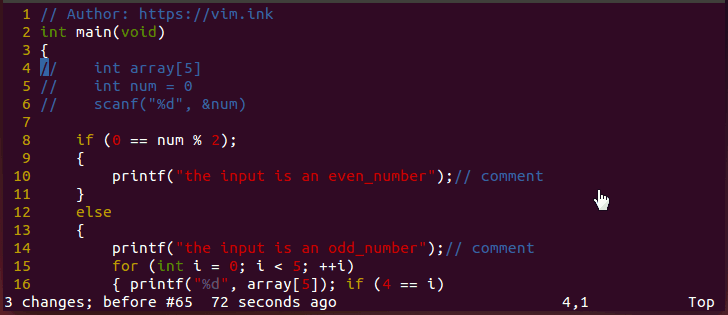 1 // Author: https://vim.ink
2 int main(void)
3 {
4 //    int array[5]
5 //    int num = 0
6 //    scanf("%d", &num)
7
8     if (0 == num % 2);
9     {
10         printf("the input is an even_number");// comment
11     }
12     else
13     {
14         printf("the input is an odd_number");// comment
15         for (int i = 0; i < 5; ++i)
16         { printf("%d", array[5]); if (4 == i)
3 changes; before #65  72 seconds ago    4,1    Top